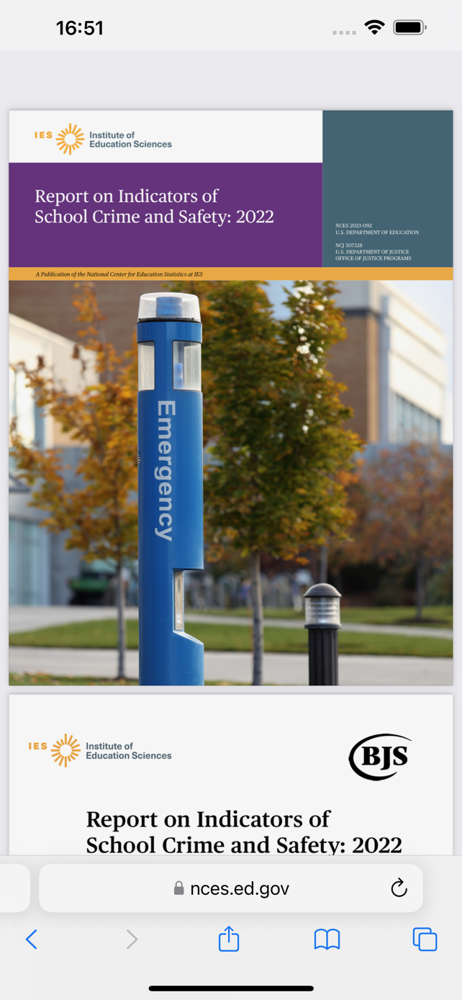 16:51
IES
Institute of
Education Sciences
Report on Indicators of
School Crime and Safety: 2022
NCES 2023-092
U.S. DEPARTMENT OF EDUCATION
NCJ 307328
U.S. DEPARTMENT OF JUSTICE
OFFICE OF JUSTICE PROGRAMS
A Publication of the National Center for Education Statistics at IES
Emergency
IES
Institute of
Education Sciences
BJS
Report on Indicators of
School Crime and Safety: 2022
nces.ed.gov